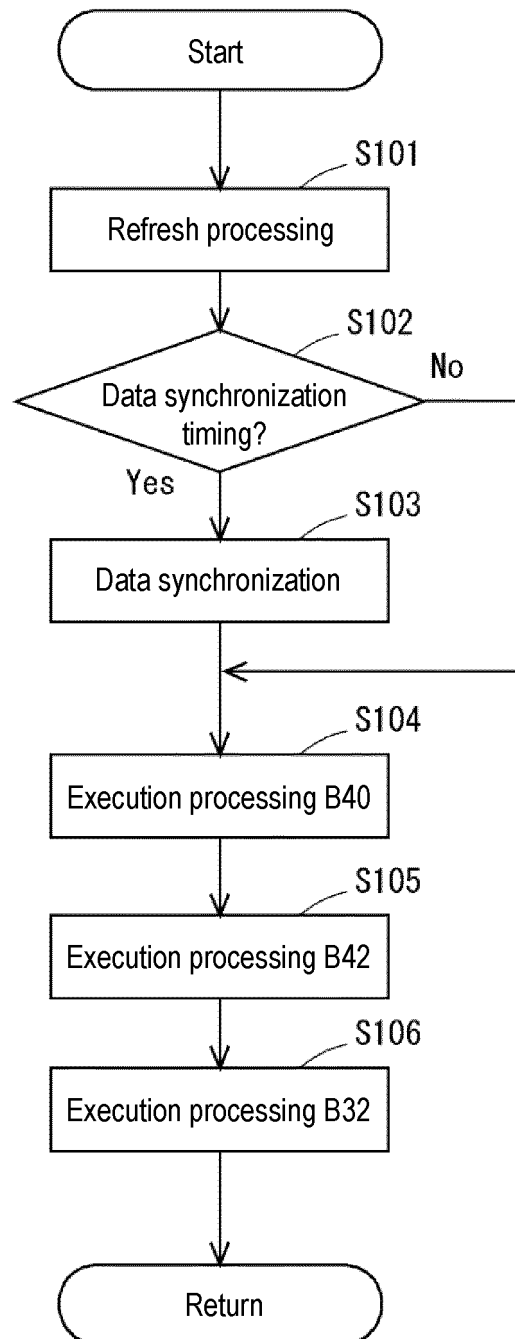 Start
S101
Refresh processing
S102
No
Data synchronization
timing?
Yes
S103
Data synchronization
S104
Execution processing B40
S105
Execution processing B42
S106
Execution processing B32
Return